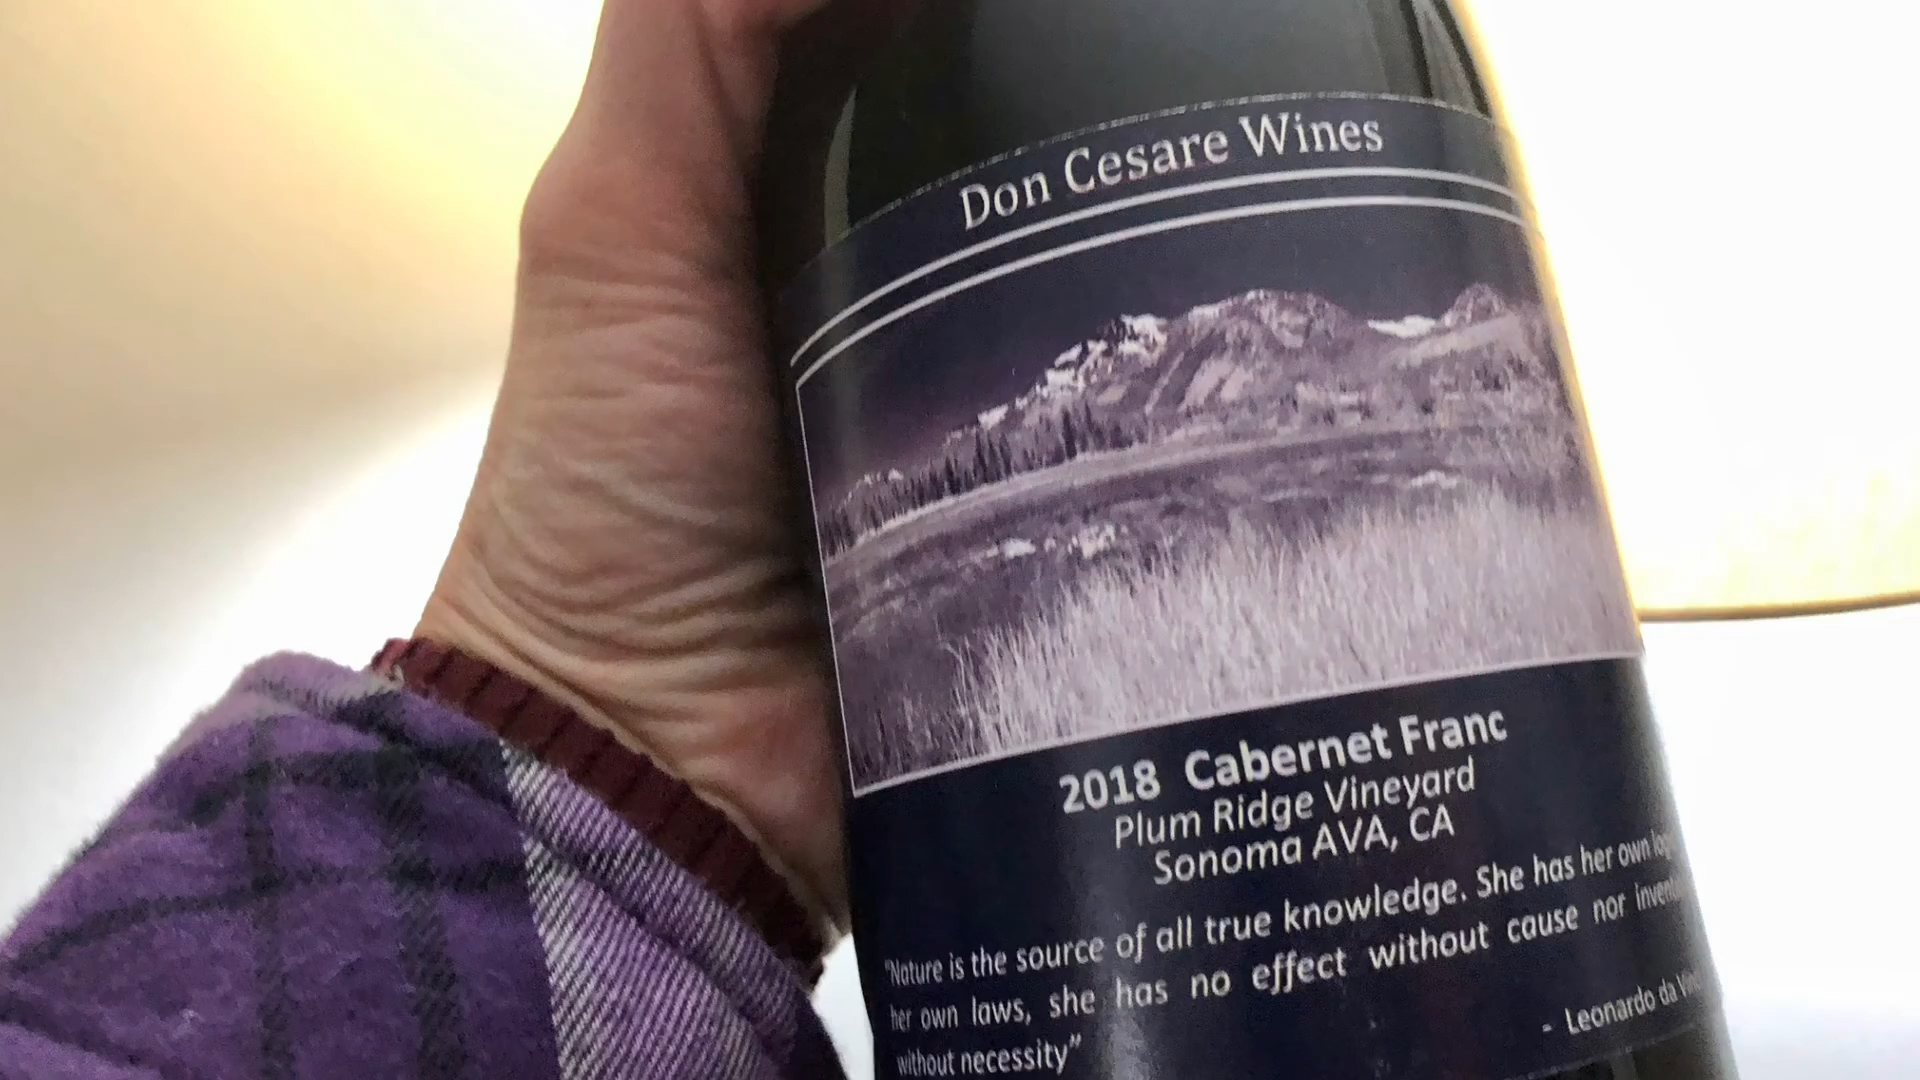 Don Cesare Wines
2018 Cabernet Franc
Plum Ridge Vineyard
Sonoma AVA, CA
"Nature is the source of all true knowledge. She has her own
her own laws, she has no effect without cause nor
without necessity"
- Leonardo da